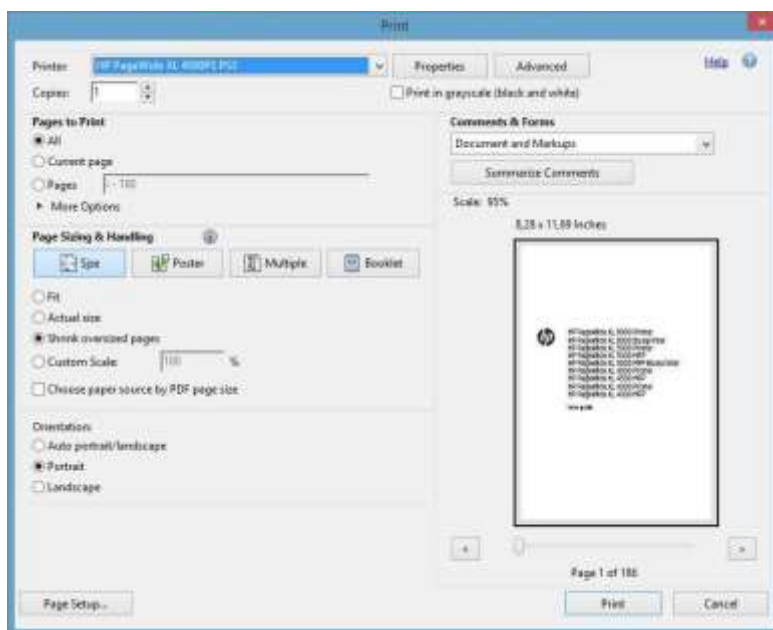 Print
Printer: HP PageWide XL 4000PS PS3 Properties Advanced Help
Copies: 1 Print in grayscale (black and white)
Pages to Print
All
Current page
Pages 1 - 186
More Options
Page Sizing & Handling
Size Poster Multiple Booklet
Fit
Actual size
Shrink oversized pages
Custom Scale: 100 %
Choose paper source by PDF page size
Orientation:
Auto portrait/landscape
Portrait
Landscape
Comments & Forms
Document and Markups
Summarize Comments
Scale: 95%
8,28 x 11,69 Inches
hp
Page 1 of 186
Page Setup... Print Cancel